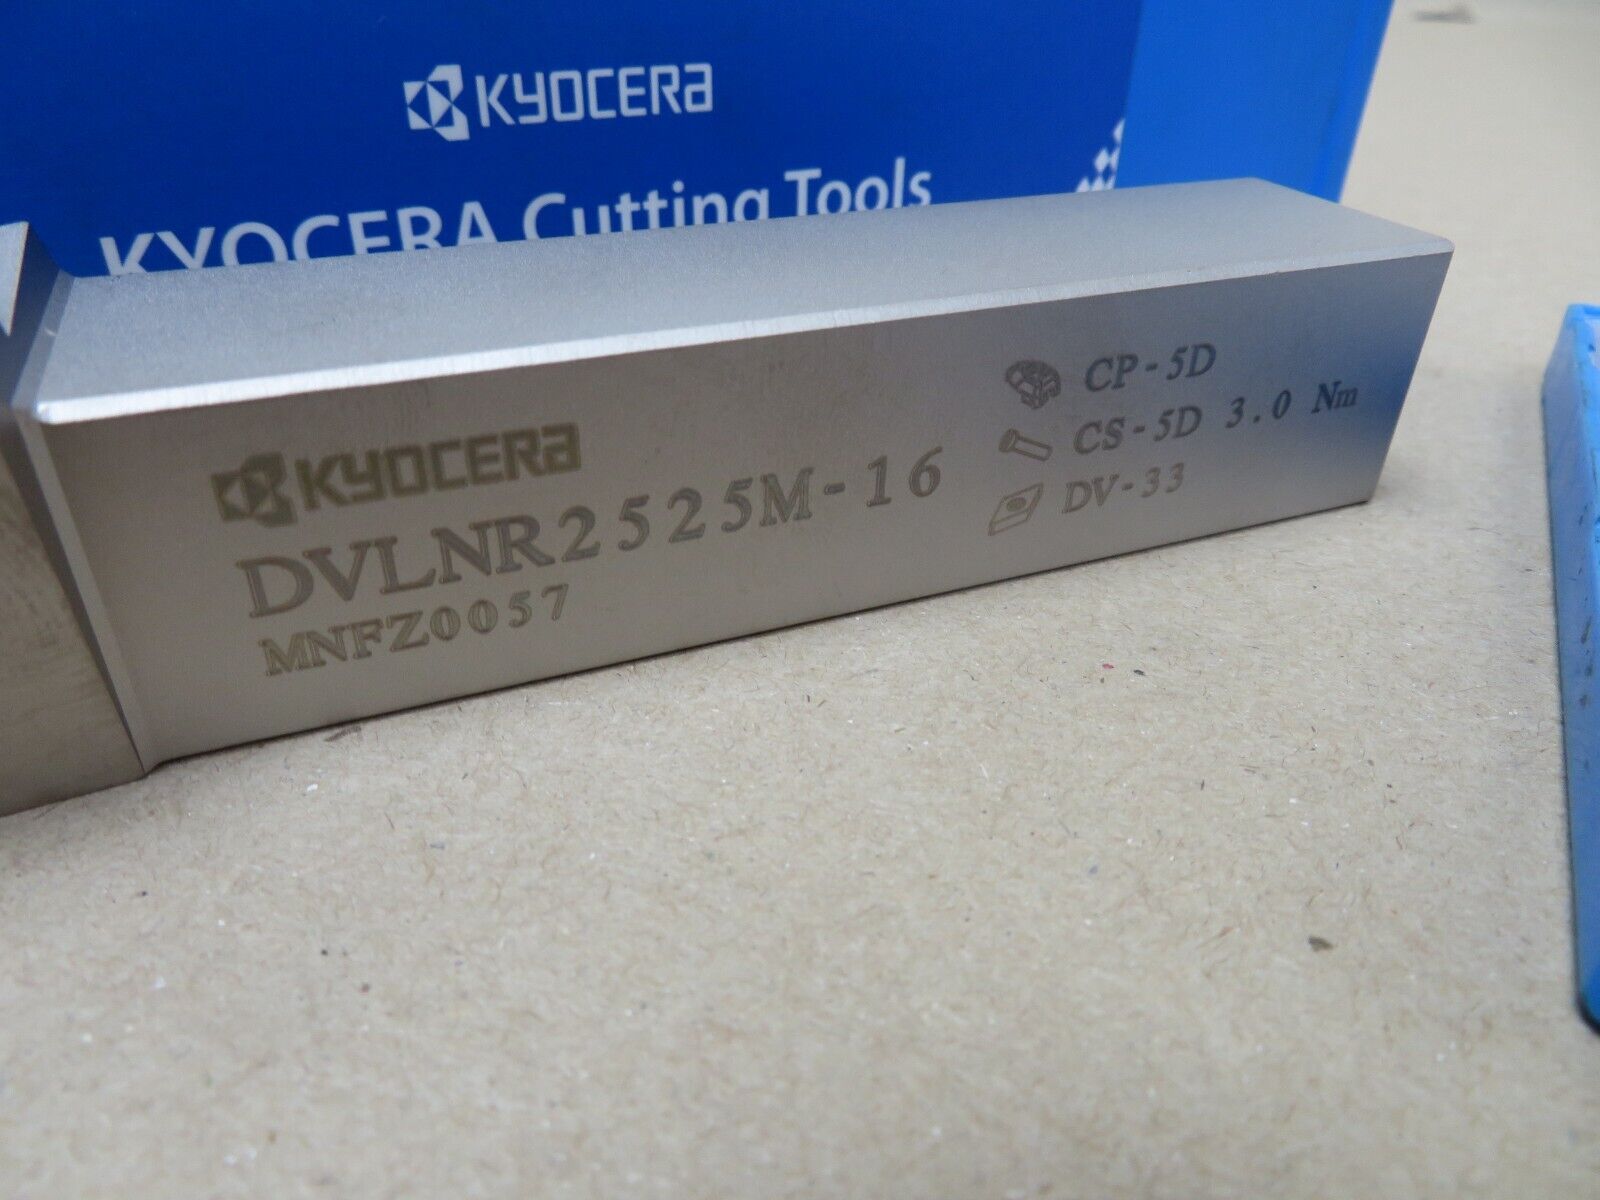 KYOCERA
KYOCERA Cutting Tools
KYOCERA
DVLNR2525M-16
MNFZ0057
CP-5D
CS-5D 3.0 Nm
DV-33